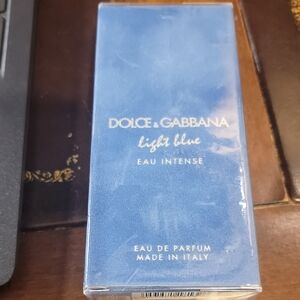 DOLCE & GABBANA
light blue
EAU INTENSE
EAU DE PARFUM
MADE IN ITALY